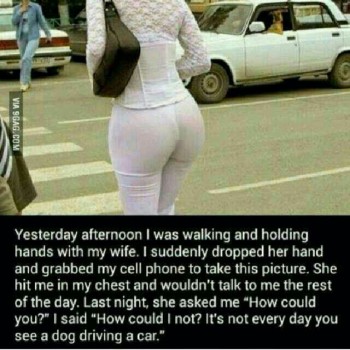 VIA 9GAG.COM
Yesterday afternoon I was walking and holding
hands with my wife. I suddenly dropped her hand
and grabbed my cell phone to take this picture. She
hit me in my chest and wouldn't talk to me the rest
of the day. Last night, she asked me “How could
you?” I said “How could I not? It's not every day you
see a dog driving a car.”